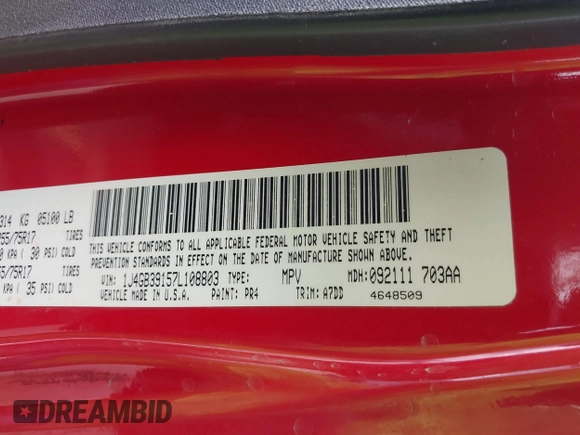 314 KG 05100 LB
255/75R17 TIRES
0 KPA ( 30 PSI) COLD
55/75R17 TIRES
KPA ( 35 PSI) COLD
THIS VEHICLE CONFORMS TO ALL APPLICABLE FEDERAL MOTOR VEHICLE SAFETY AND THEFT
PREVENTION STANDARDS IN EFFECT ON THE DATE OF MANUFACTURE SHOWN ABOVE.
VIN: 1J4GB39157L108803 TYPE: MPV MDH:092111 703AA
VEHICLE MADE IN U.S.A. PAINT: PR4 TRIM: A7DD 4648509
DREAMBID